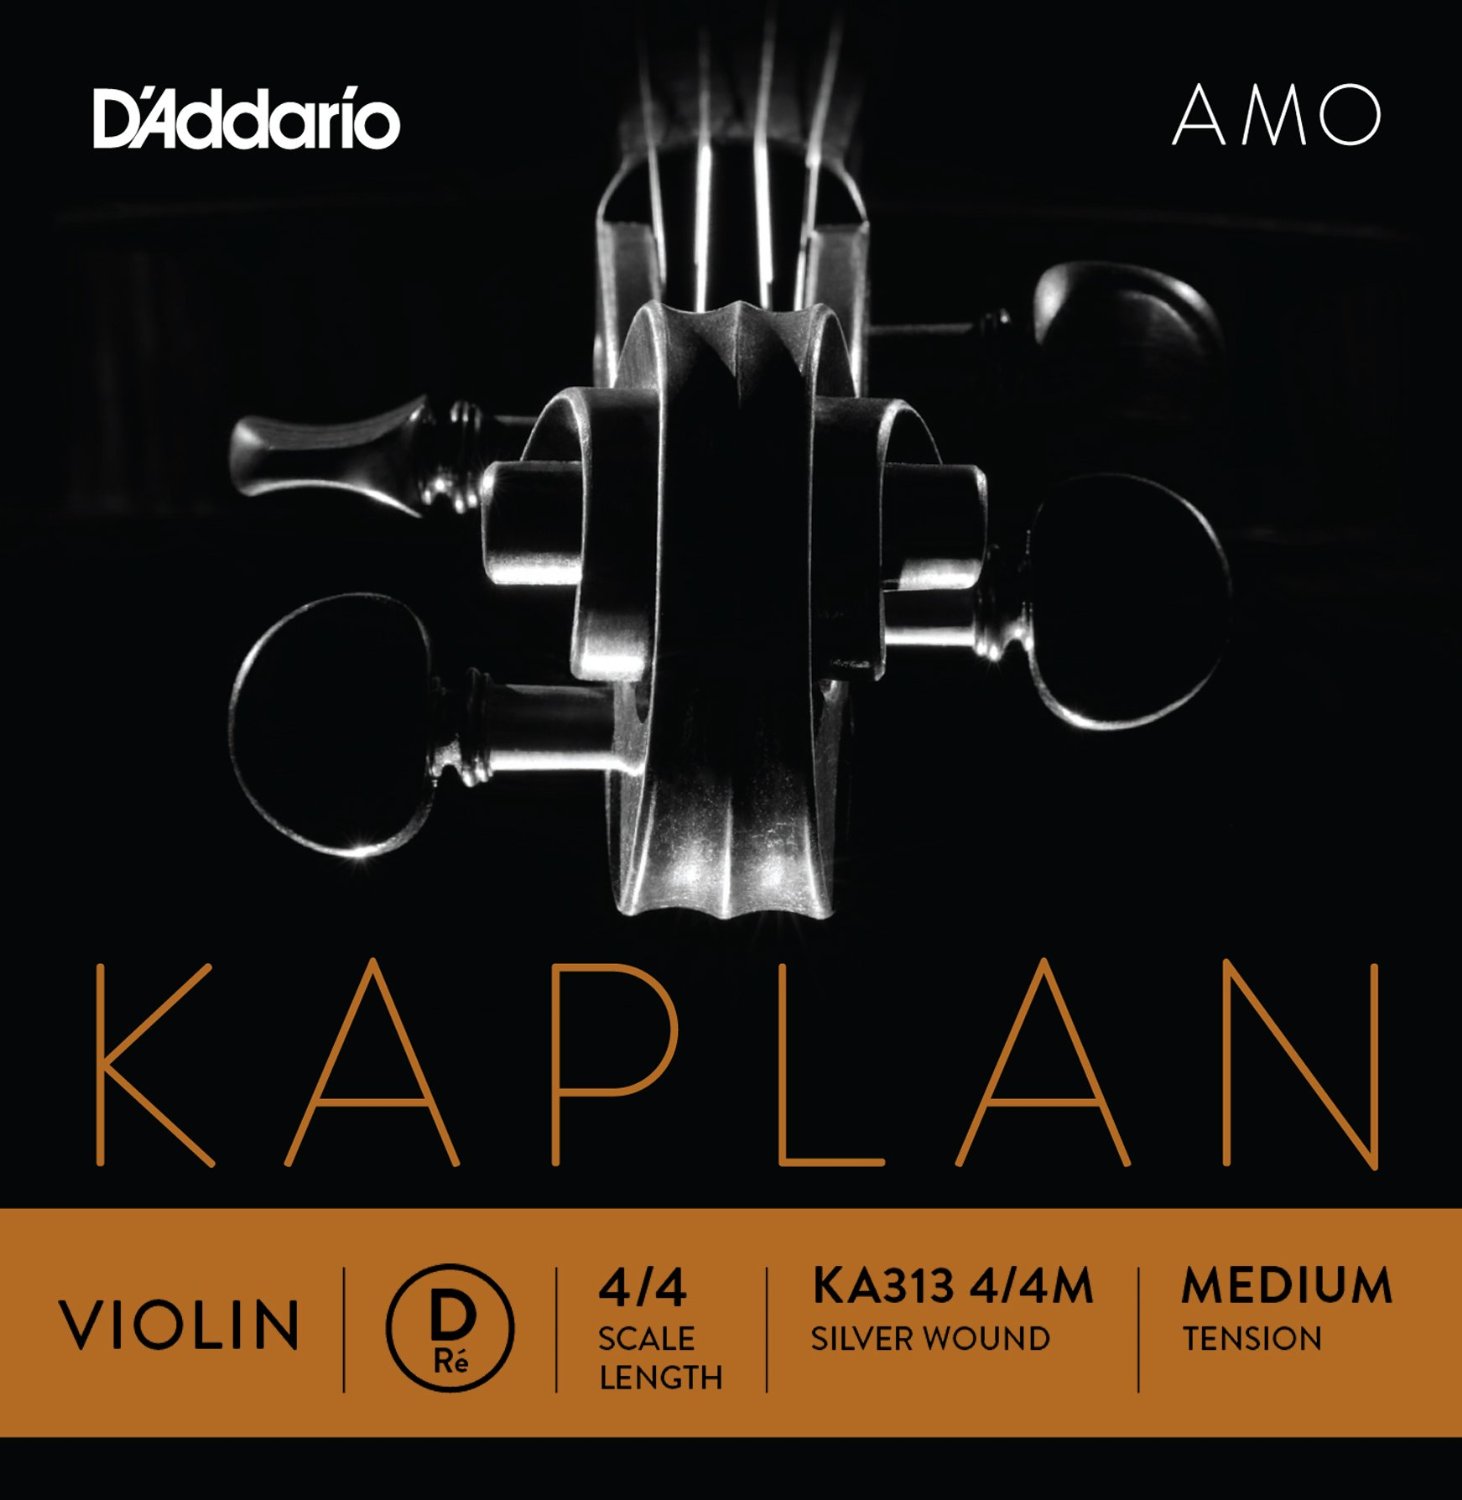 D'Addario
AMO
KAPLAN
VIOLIN
D
Ré
4/4
SCALE
LENGTH
KA313 4/4M
SILVER WOUND
MEDIUM
TENSION